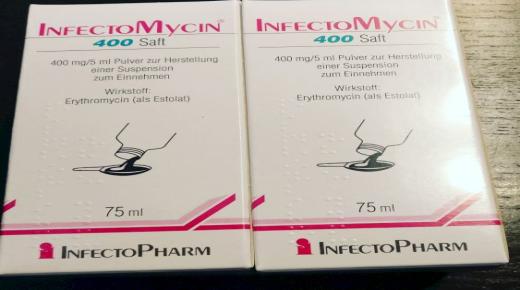 INFECTOMYCIN®
400 Saft
400 mg/5 ml Pulver zur Herstellung
einer Suspension
zum Einnehmen
Wirkstoff:
Erythromycin (als Estolat)
75 ml
INFECTOPHARM
INFECTOMYCIN®
400 Saft
400 mg/5 ml Pulver zur Herstellung
einer Suspension
zum Einnehmen
Wirkstoff:
Erythromycin (als Estolat)
75 ml
INFECTOPHARM